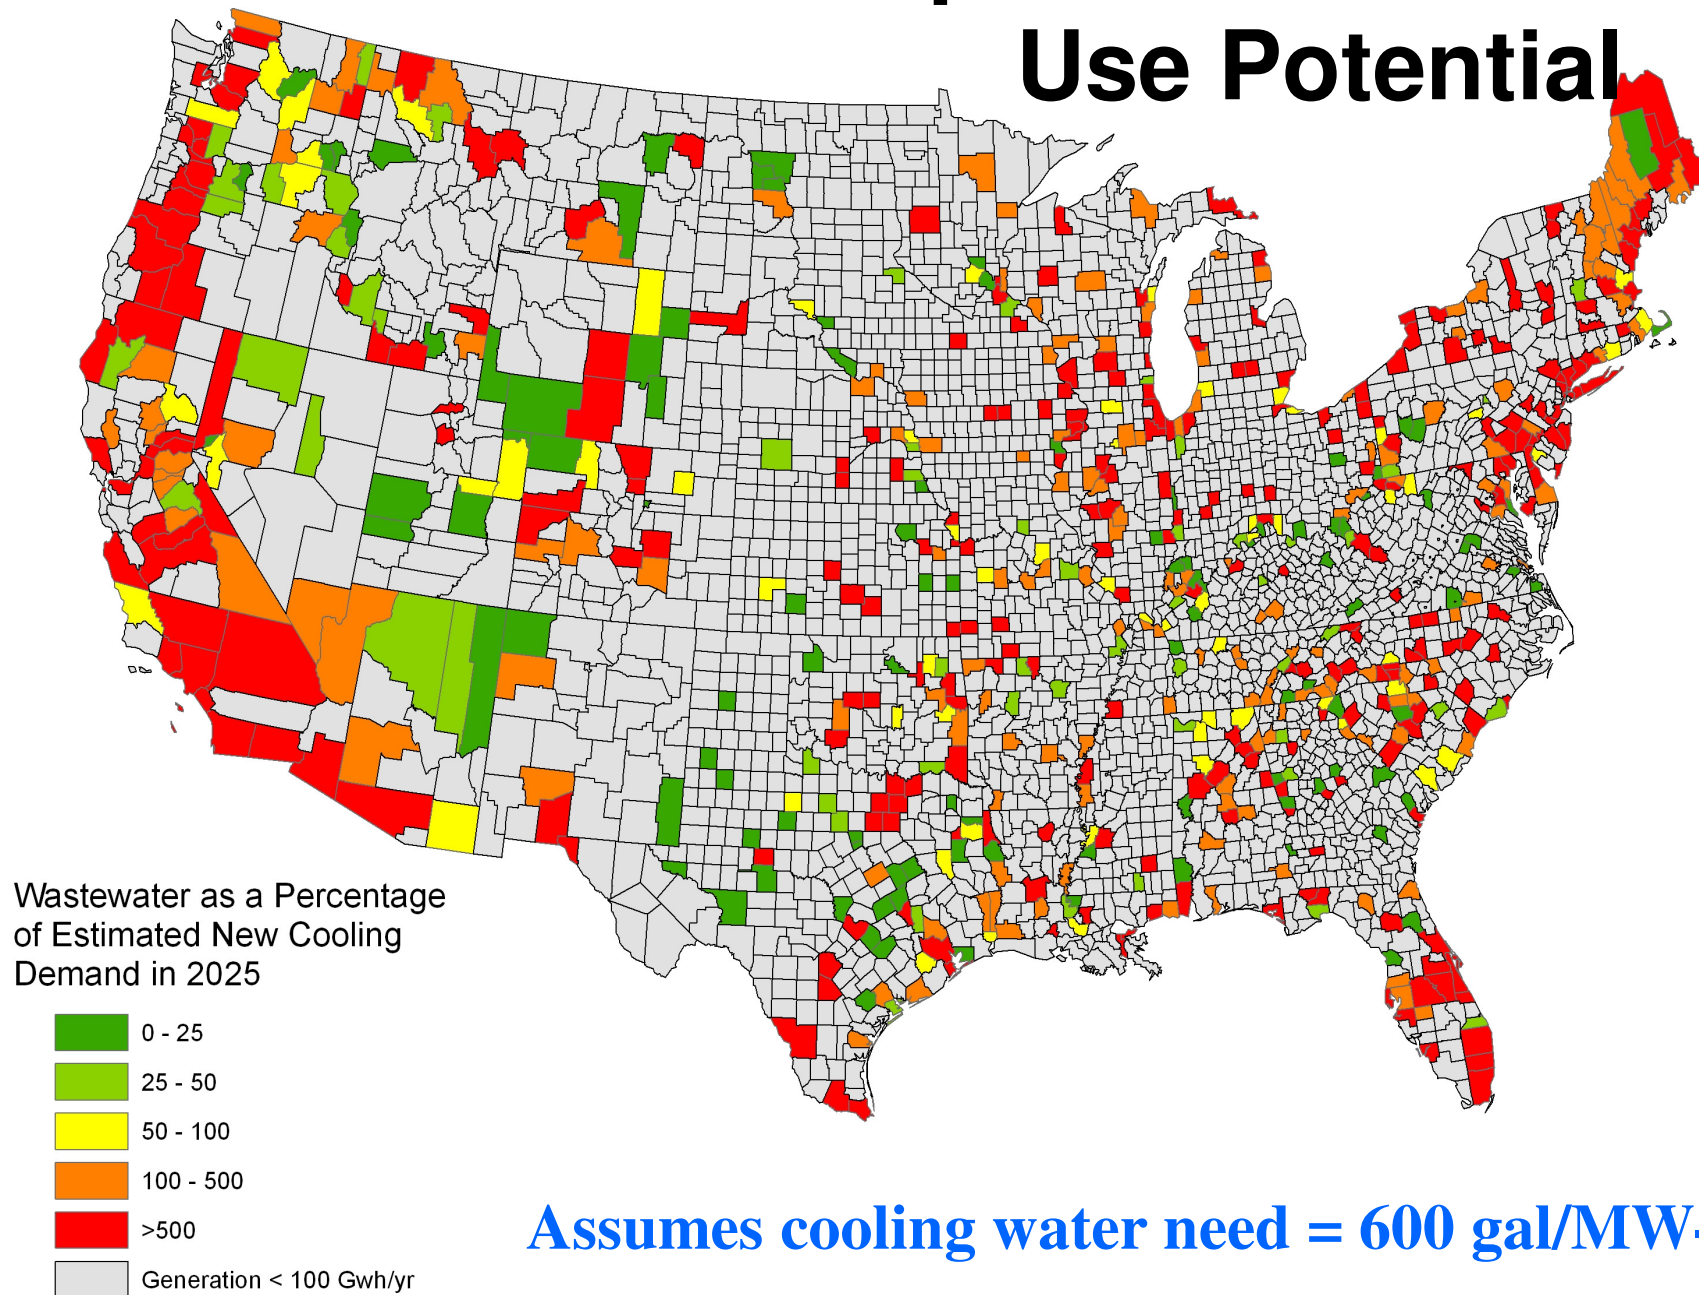 Use Potential
Wastewater as a Percentage
of Estimated New Cooling
Demand in 2025
0 - 25
25 - 50
50 - 100
100 - 500
>500
Generation < 100 Gwh/yr
Assumes cooling water need = 600 gal/MW-